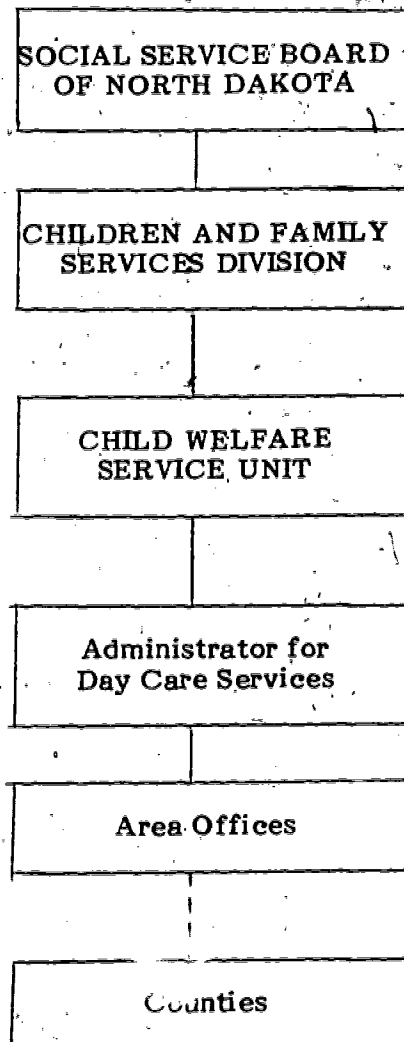 SOCIAL SERVICE BOARD
OF NORTH DAKOTA
CHILDREN AND FAMILY
SERVICES DIVISION
CHILD WELFARE
SERVICE UNIT
Administrator for
Day Care Services
Area Offices
Counties